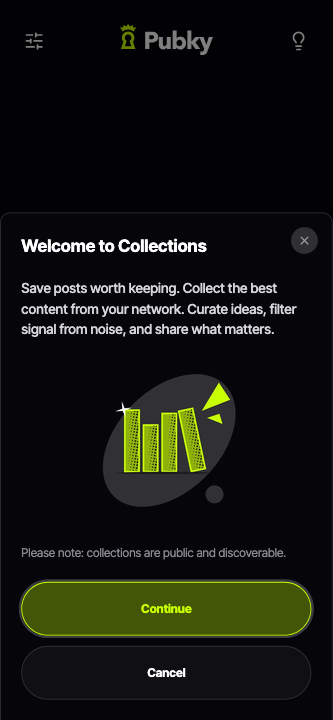 Pubky
Welcome to Collections
Save posts worth keeping. Collect the best
content from your network. Curate ideas, filter
signal from noise, and share what matters.
Please note: collections are public and discoverable.
Continue
Cancel